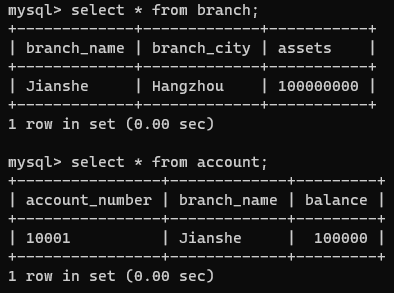 mysql> select * from branch;
+-------------+-------------+-----------+
| branch_name | branch_city | assets    |
+-------------+-------------+-----------+
| Jianshe     | Hangzhou    | 100000000 |
+-------------+-------------+-----------+
1 row in set (0.00 sec)

mysql> select * from account;
+----------------+-------------+---------+
| account_number | branch_name | balance |
+----------------+-------------+---------+
| 10001          | Jianshe     |  100000 |
+----------------+-------------+---------+
1 row in set (0.00 sec)